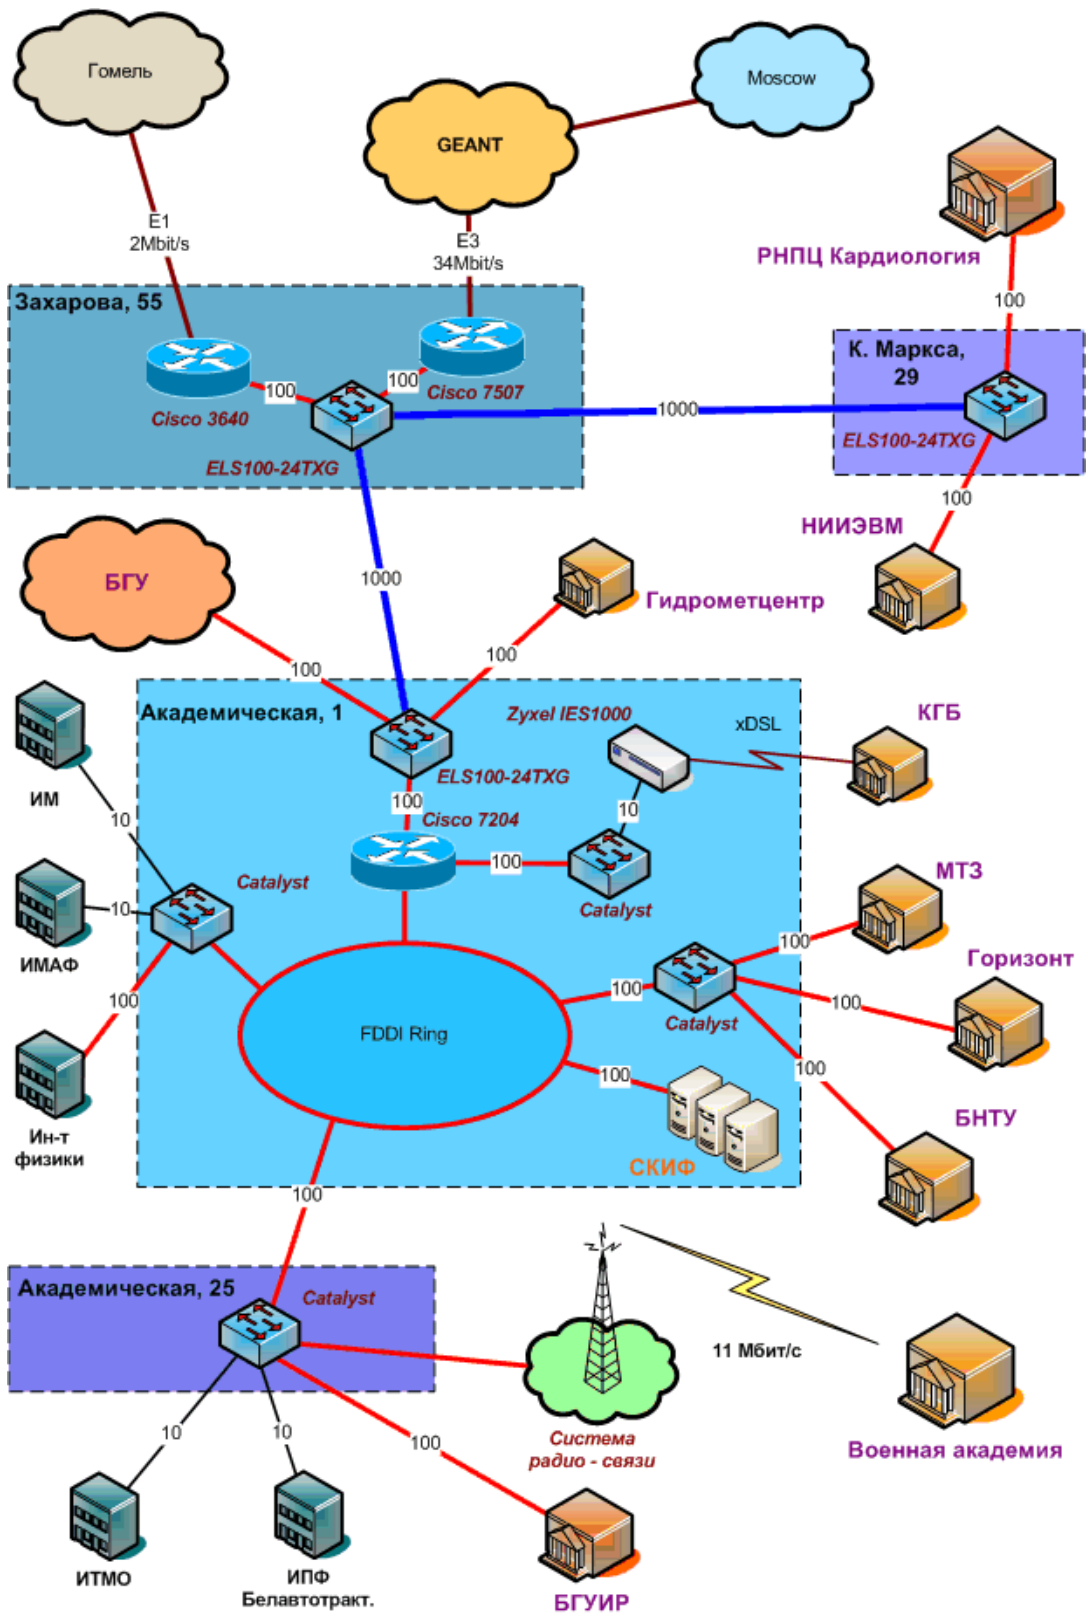 Гомель
Moscow
GEANT
E1
2Mbit/s
E3
34Mbit/s
РНПЦ Кардиология
100
Захарова, 55
К. Маркса,
29
100
100
Cisco 7507
Cisco 3640
1000
ELS100-24TXG
ELS100-24TXG
100
НИИЭВМ
БГУ
1000
Гидрометцентр
100
100
Академическая, 1
Zyxel IES1000
xDSL
КГБ
ELS100-24TXG
ИМ
100
10
10
Cisco 7204
100
МТЗ
Catalyst
Catalyst
10
100
ИМАФ
Горизонт
100
100
100
Catalyst
FDDI Ring
100
100
БНТУ
Ин-т
физики
СКИФ
100
Академическая, 25
Catalyst
11 Мбит/с
10
10
100
Система
радио - связи
Военная академия
ИТМО
ИПФ
Белавтотракт.
БГУИР